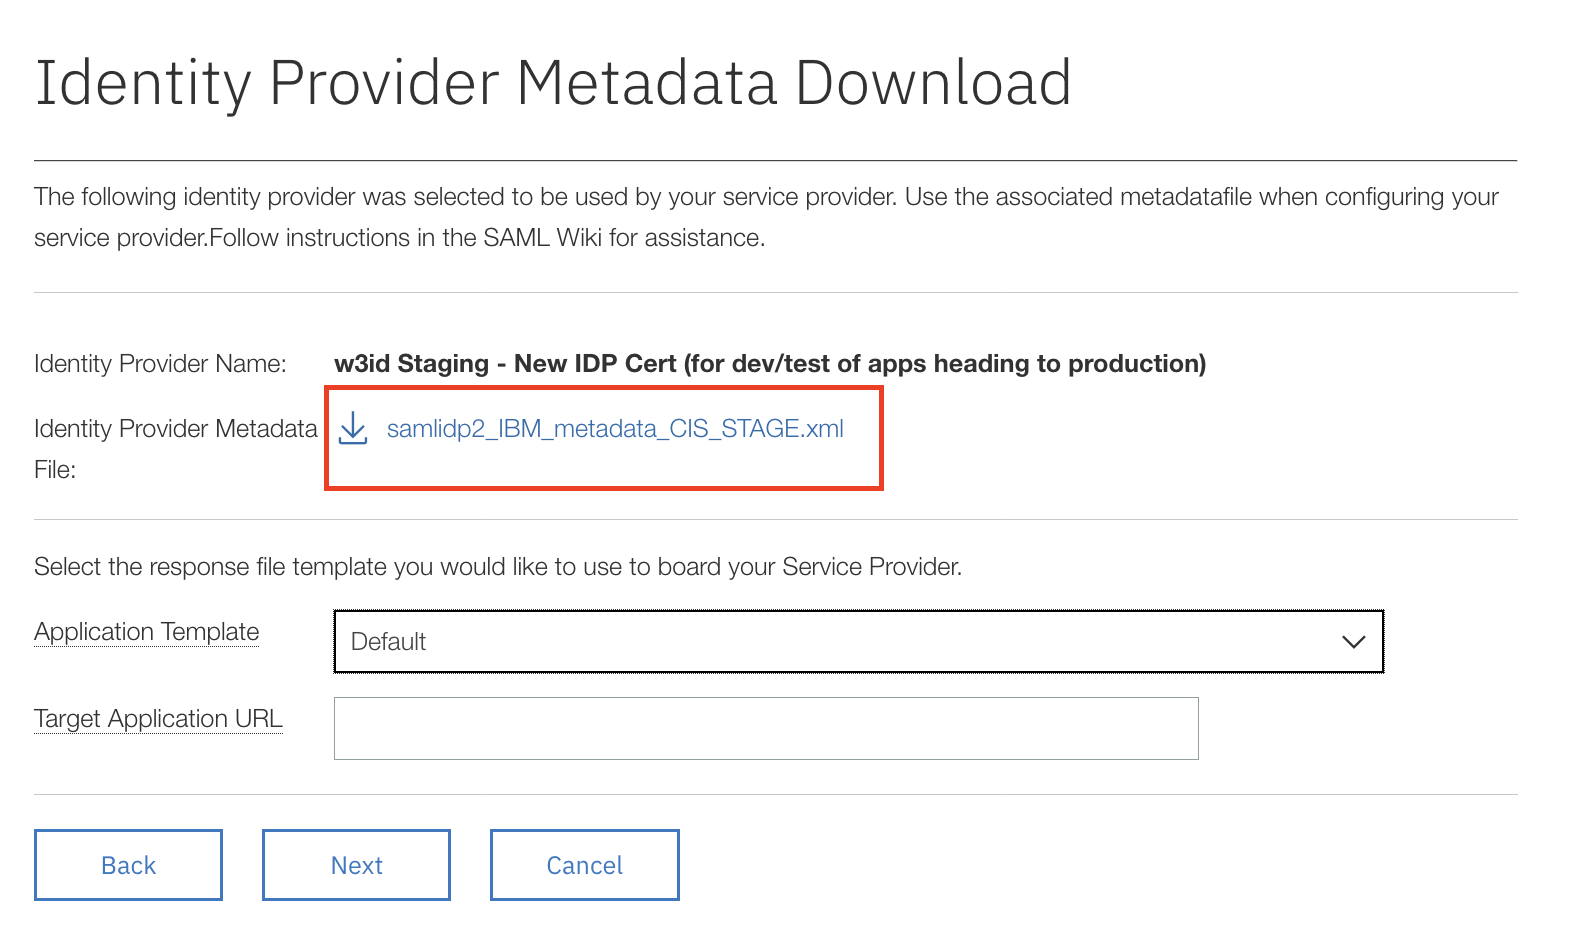 Identity Provider Metadata Download
The following identity provider was selected to be used by your service provider. Use the associated metadatafile when configuring your
service provider.Follow instructions in the SAML Wiki for assistance.
Identity Provider Name: w3id Staging - New IDP Cert (for dev/test of apps heading to production)
Identity Provider Metadata samlidp2_IBM_metadata_CIS_STAGE.xml
File:
Select the response file template you would like to use to board your Service Provider.
Application Template Default
Target Application URL
Back Next Cancel